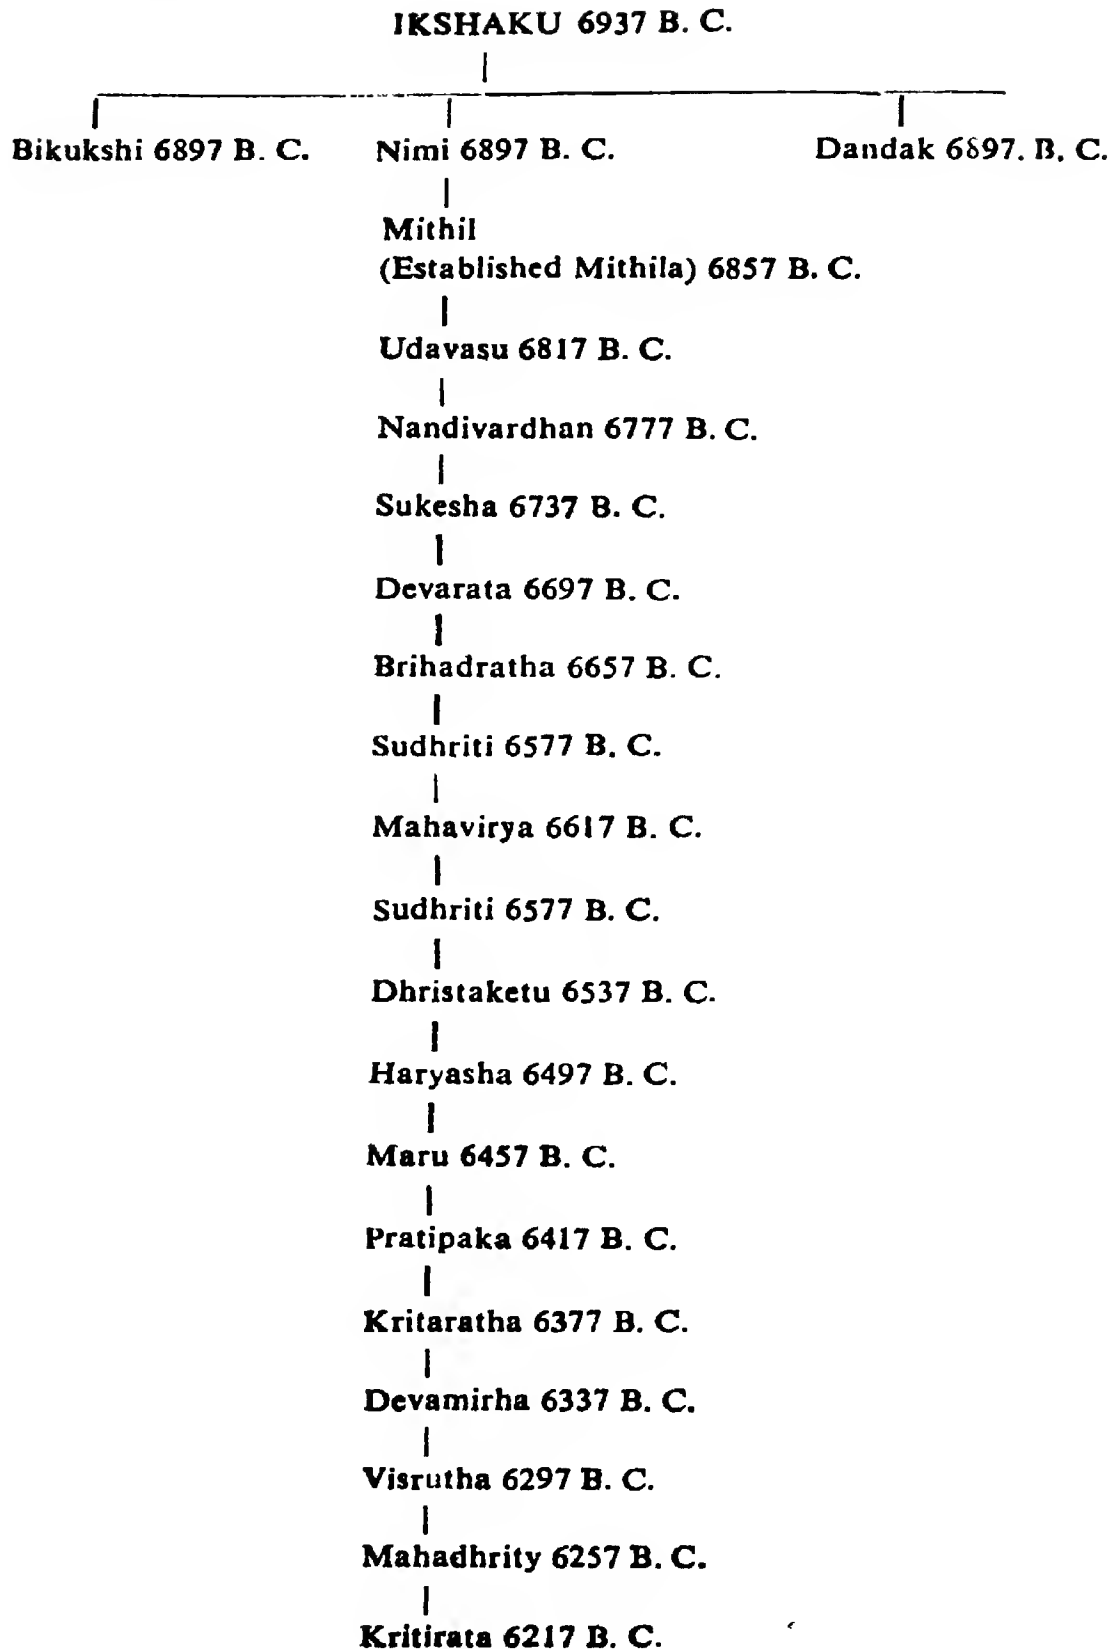 IKSHAKU 6937 B. C.
Bikukshi 6897 B. C. Nimi 6897 B. C. Dandak 6897. B. C.
Mithil
(Established Mithila) 6857 B. C.
Udavasu 6817 B. C.
Nandivardhan 6777 B. C.
Sukesha 6737 B. C.
Devarata 6697 B. C.
Brihadratha 6657 B. C.
Sudhriti 6577 B. C.
Mahavirya 6617 B. C.
Sudhriti 6577 B. C.
Dhristaketu 6537 B. C.
Haryasha 6497 B. C.
Maru 6457 B. C.
Pratipaka 6417 B. C.
Kritaratha 6377 B. C.
Devamirha 6337 B. C.
Visrutha 6297 B. C.
Mahadhrity 6257 B. C.
Kritirata 6217 B. C.